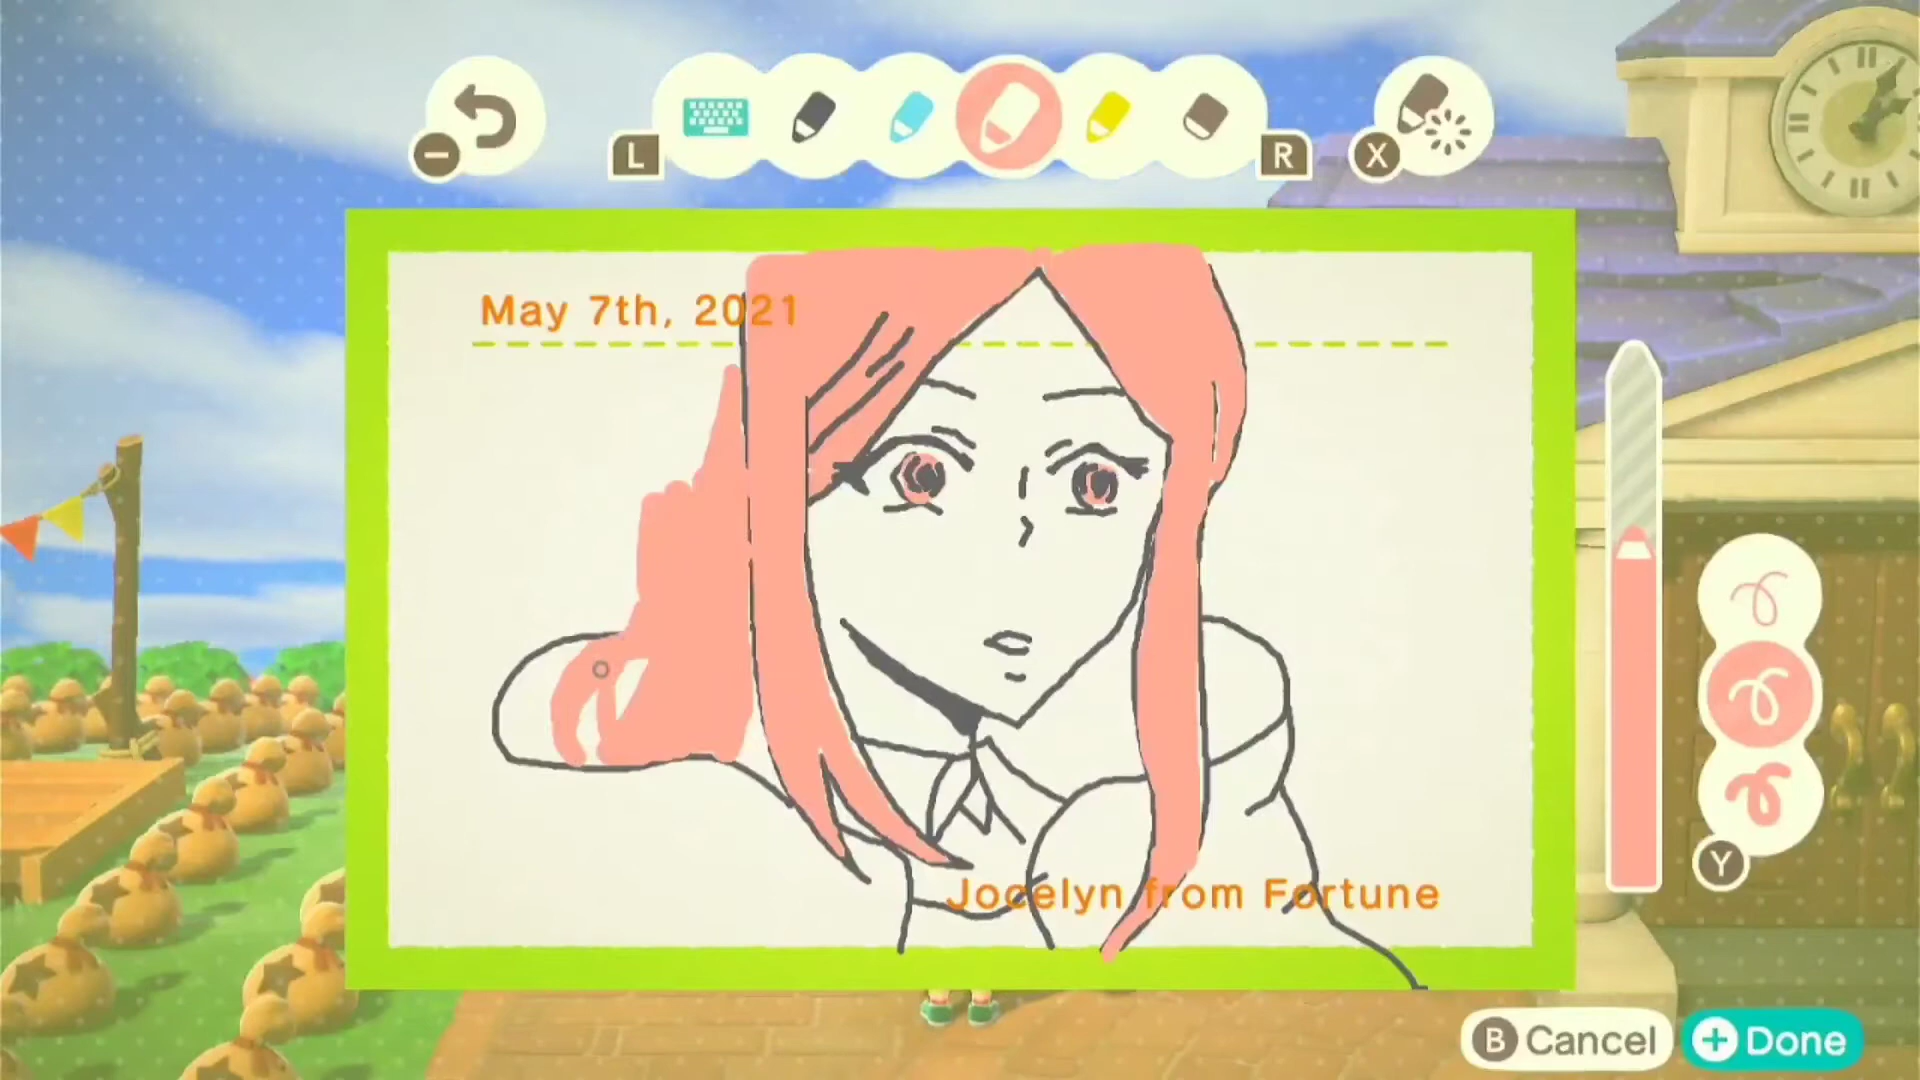 L
R
X
May 7th, 2021
Jocelyn from Fortune
Y
B Cancel
+ Done